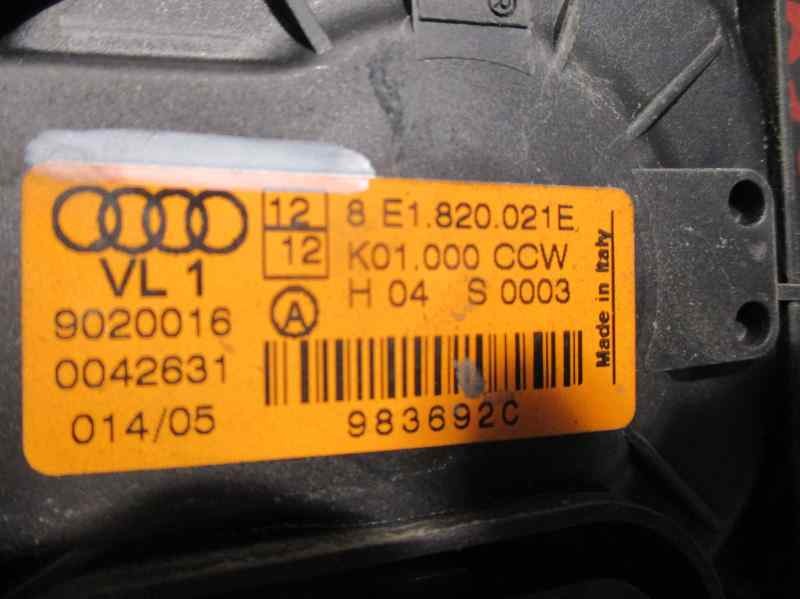 ®
VL 1
9020016
0042631
014/05
12
12
A
8 E1.820.021E
K01.000 CCW
H 04 S 0003
983692C
Made in Italy